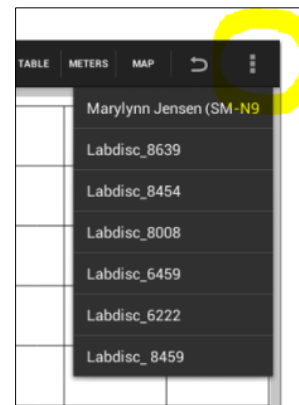 TABLE METERS MAP
Marylynn Jensen (SM-N9
Labdisc_8639
Labdisc_8454
Labdisc_8008
Labdisc_6459
Labdisc_6222
Labdisc_ 8459